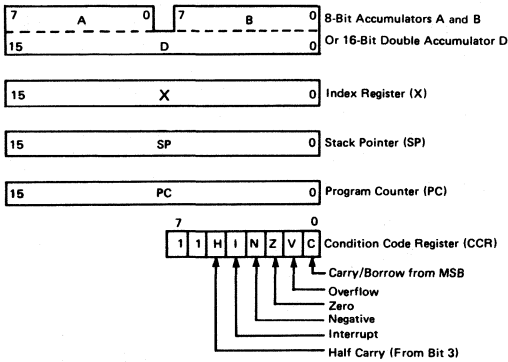 7 A 0 7 B 0 8-Bit Accumulators A and B
15 D 0 Or 16-Bit Double Accumulator D
15 X 0 Index Register (X)
15 SP 0 Stack Pointer (SP)
15 PC 0 Program Counter (PC)
7 0
1 1 H I N Z V C Condition Code Register (CCR)
Carry/Borrow from MSB
Overflow
Zero
Negative
Interrupt
Half Carry (From Bit 3)